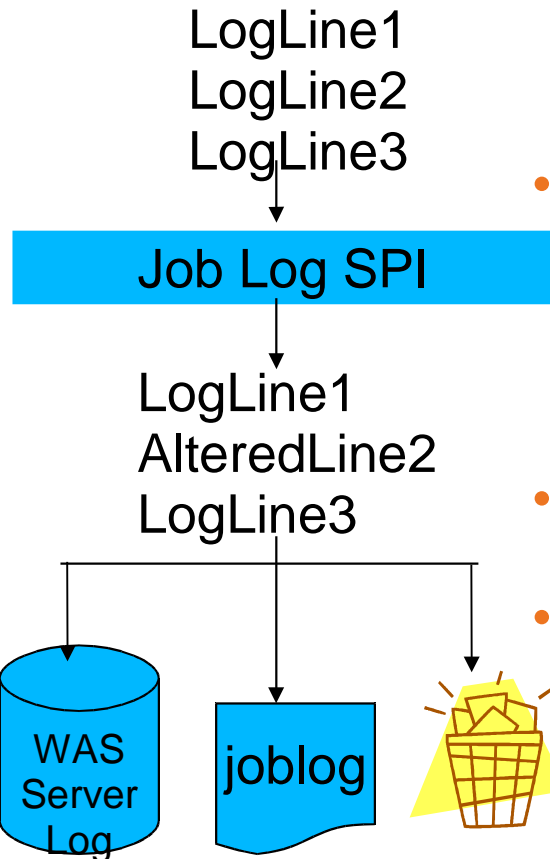 LogLine1
LogLine2
LogLine3
Job Log SPI
LogLine1
AlteredLine2
LogLine3
WAS
Server
Log
joblog